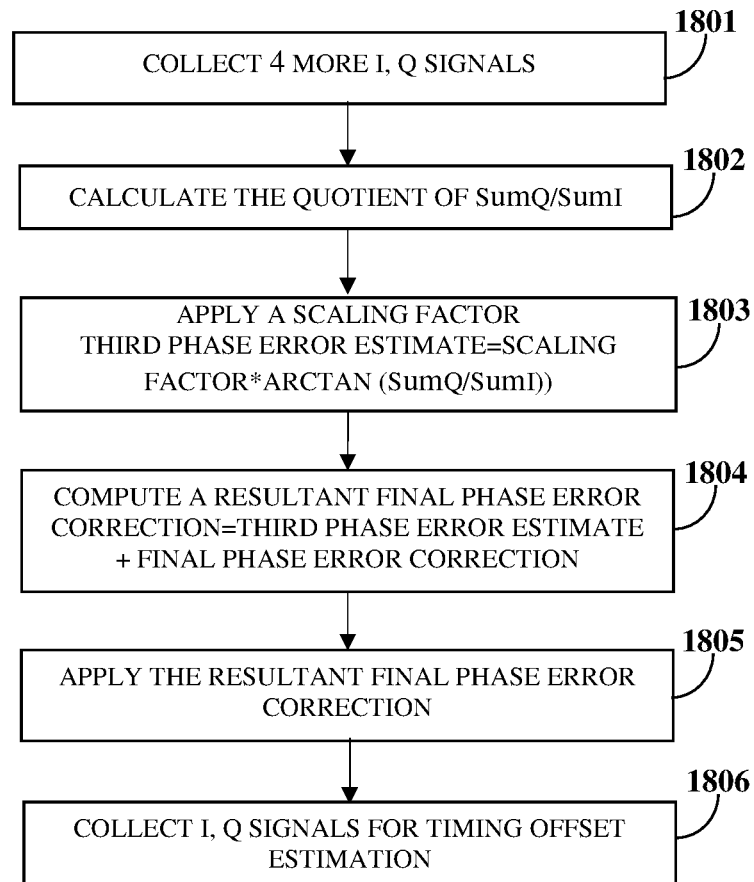 1801
COLLECT 4 MORE I, Q SIGNALS
1802
CALCULATE THE QUOTIENT OF SumQ/SumI
1803
APPLY A SCALING FACTOR
THIRD PHASE ERROR ESTIMATE=SCALING
FACTOR*ARCTAN (SumQ/SumI))
1804
COMPUTE A RESULTANT FINAL PHASE ERROR
CORRECTION=THIRD PHASE ERROR ESTIMATE
+ FINAL PHASE ERROR CORRECTION
1805
APPLY THE RESULTANT FINAL PHASE ERROR
CORRECTION
1806
COLLECT I, Q SIGNALS FOR TIMING OFFSET
ESTIMATION